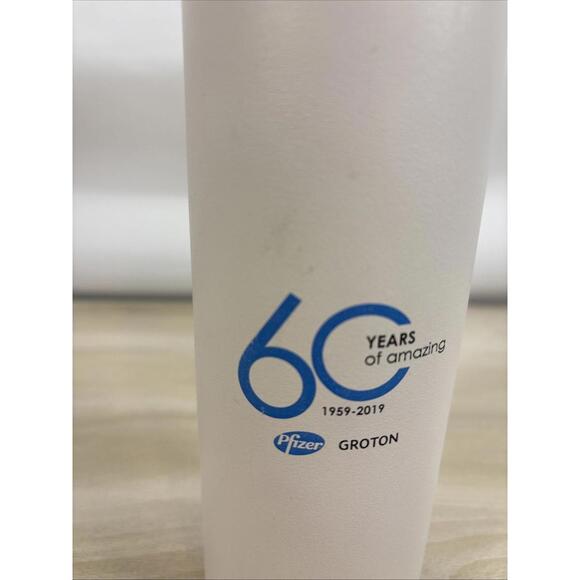 60 YEARS
of amazing
1959-2019
Pfizer GROTON